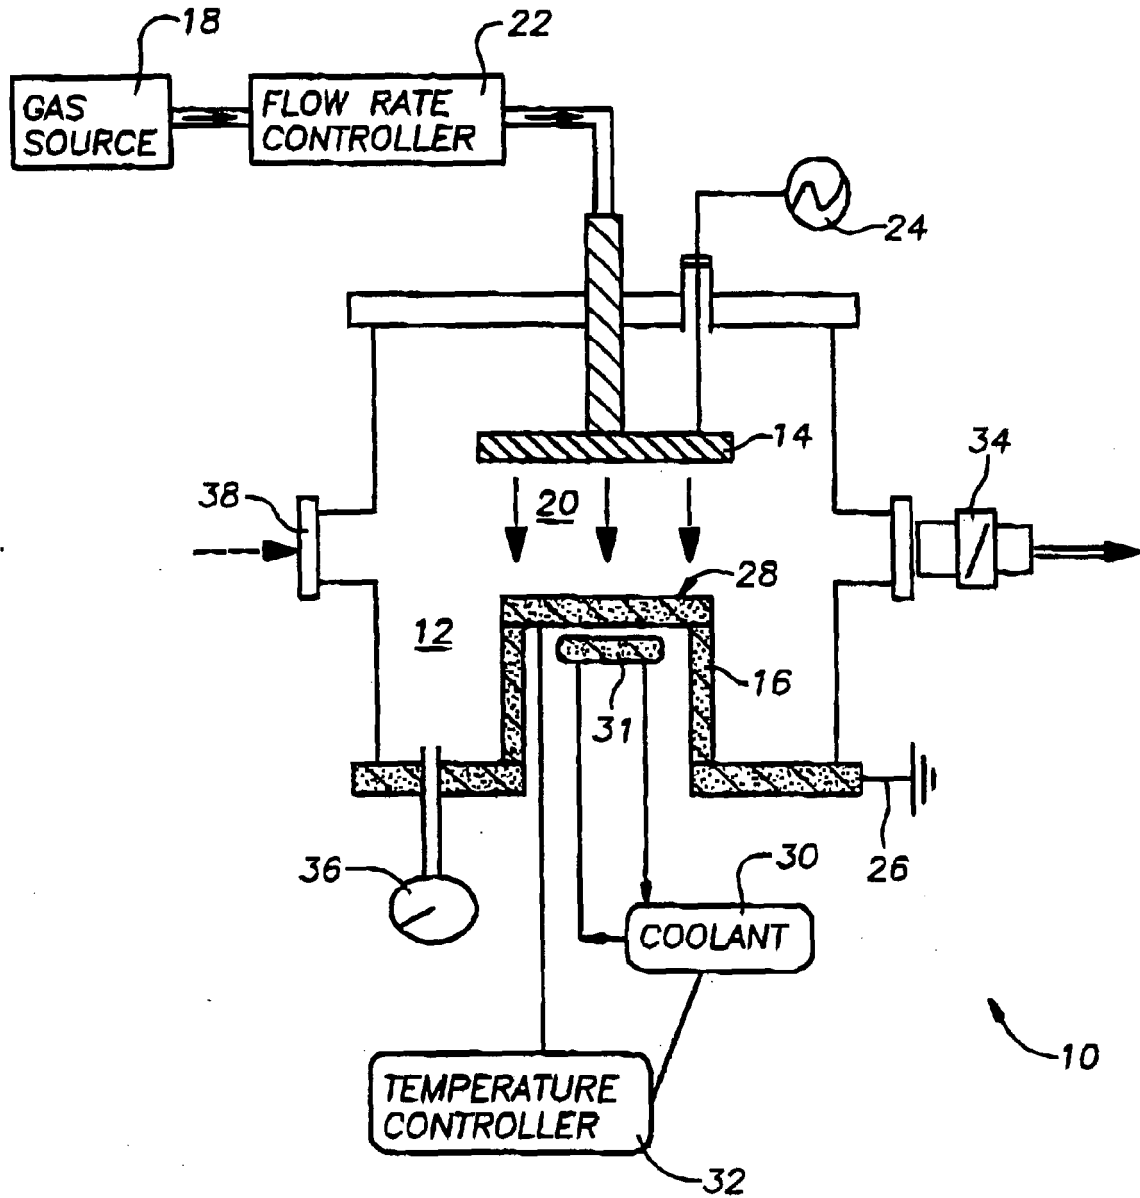 18
22
GAS
SOURCE
FLOW RATE
CONTROLLER
24
14
34
38
20
28
12
16
31
36
30
26
COOLANT
10
TEMPERATURE
CONTROLLER
32